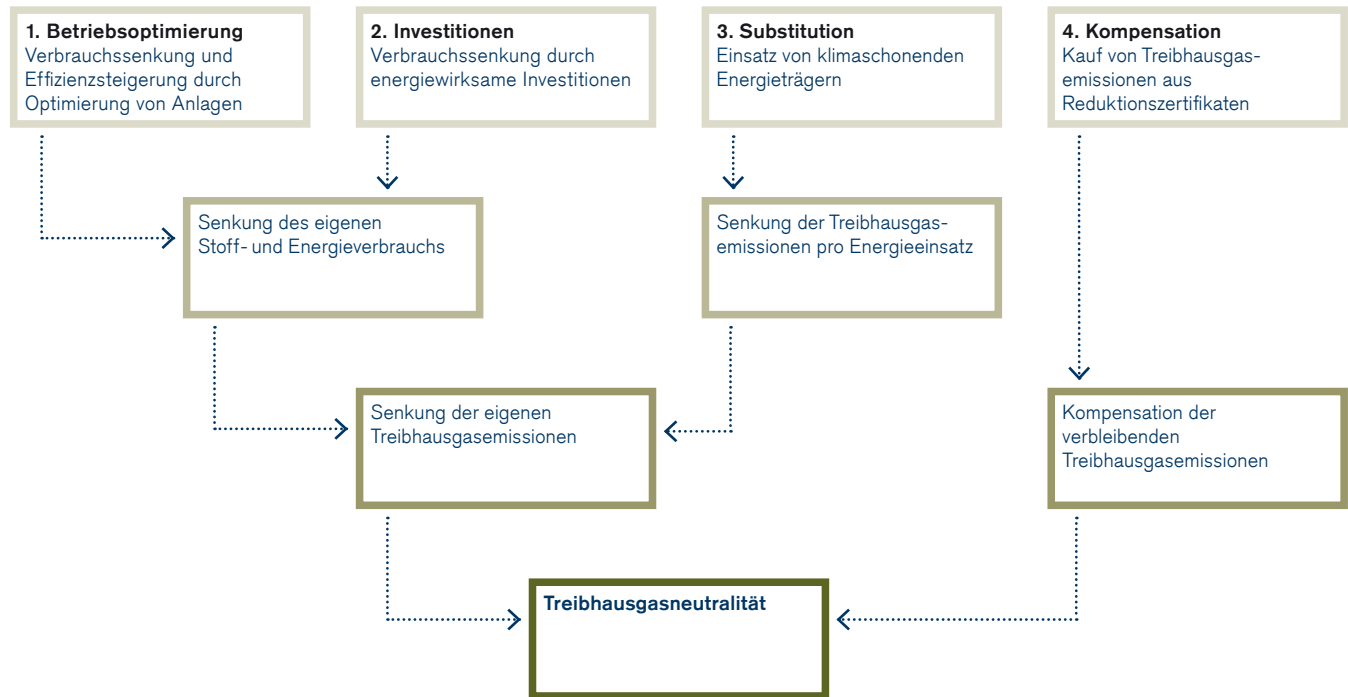 1. Betriebsoptimierung
Verbrauchssenkung und
Effizienzsteigerung durch
Optimierung von Anlagen
2. Investitionen
Verbrauchssenkung durch
energiewirksame Investitionen
3. Substitution
Einsatz von klimaschonenden
Energieträgern
4. Kompensation
Kauf von Treibhausgas-
emissionen aus
Reduktionszertifikaten
Senkung des eigenen
Stoff- und Energieverbrauchs
Senkung der Treibhausgas-
emissionen pro Energieeinsatz
Senkung der eigenen
Treibhausgasemissionen
Kompensation der
verbleibenden
Treibhausgasemissionen
Treibhausgasneutralität